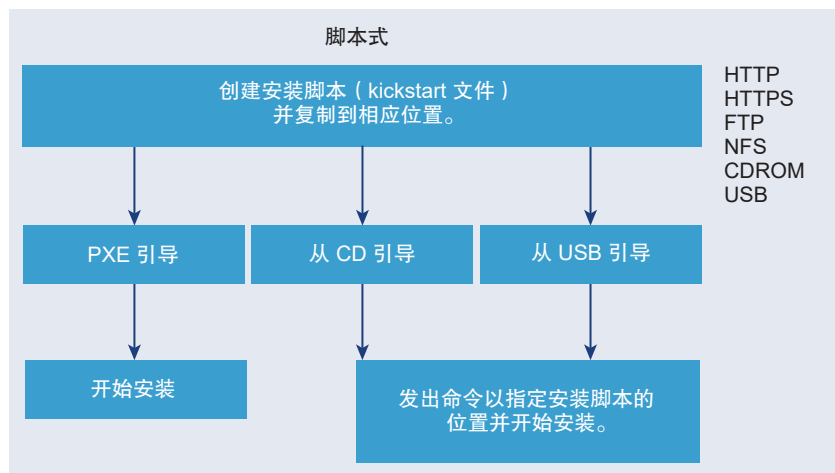 脚本式
创建安装脚本（kickstart 文件）
并复制到相应位置。
HTTP
HTTPS
FTP
NFS
CDROM
USB
PXE 引导
从 CD 引导
从 USB 引导
开始安装
发出命令以指定安装脚本的
位置并开始安装。